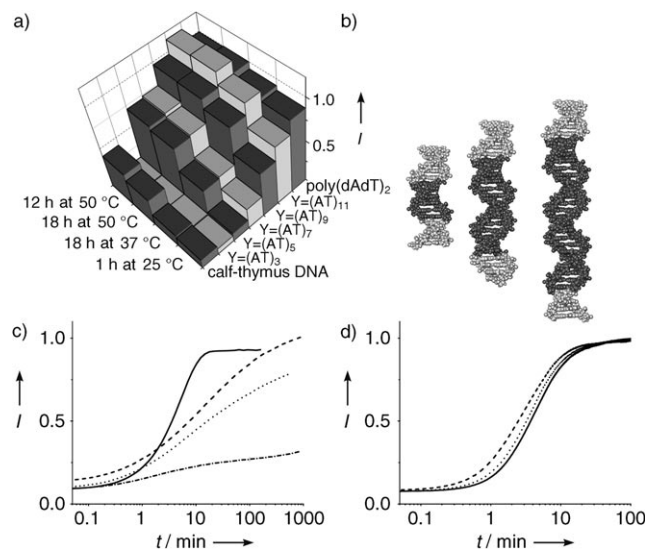 a)
1.0
0.5
I
12 h at 50 °C
18 h at 50 °C
18 h at 37 °C
1 h at 25 °C
poly(dAdT)₂
Y=(AT)₁₁
Y=(AT)₉
Y=(AT)₇
Y=(AT)₅
Y=(AT)₃
calf-thymus DNA
b)
c)
1.0
I
0.5
0.0
0.1 1 10 100 1000
t / min
d)
1.0
I
0.5
0.0
0.1 1 10 100
t / min